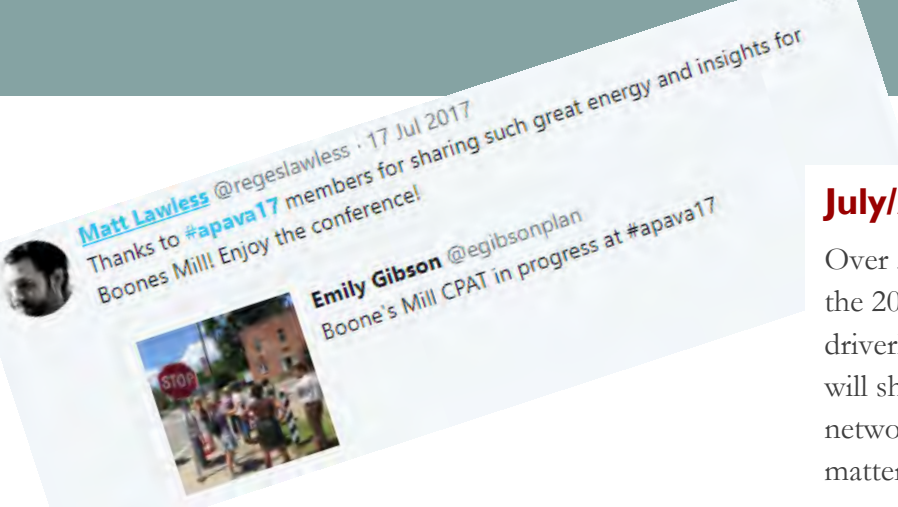 Matt Lawless @regeslawless · 17 Jul 2017
Thanks to #apava17 members for sharing such great energy and insights for
Boones Mill! Enjoy the conference!
Emily Gibson @egibsonplan
Boone's Mill CPAT in progress at #apava17
STOP
July/
Over
the 20
driver
will sh
netwo
matter